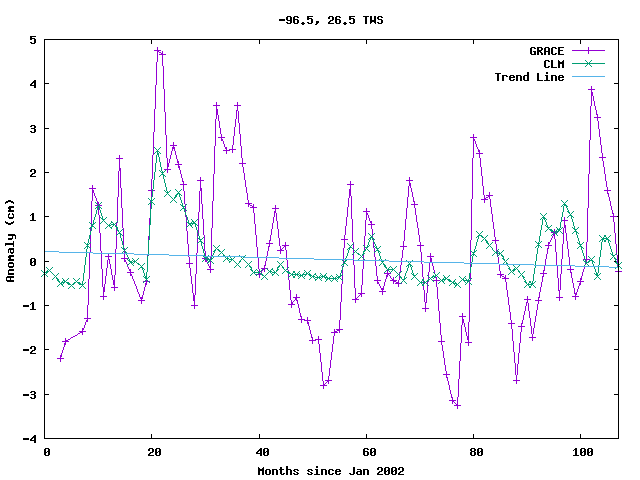 -96.5, 26.5 TWS
GRACE
CLM
Trend Line
5
4
3
2
1
0
-1
-2
-3
-4
Anomaly (cm)
0 20 40 60 80 100
Months since Jan 2002